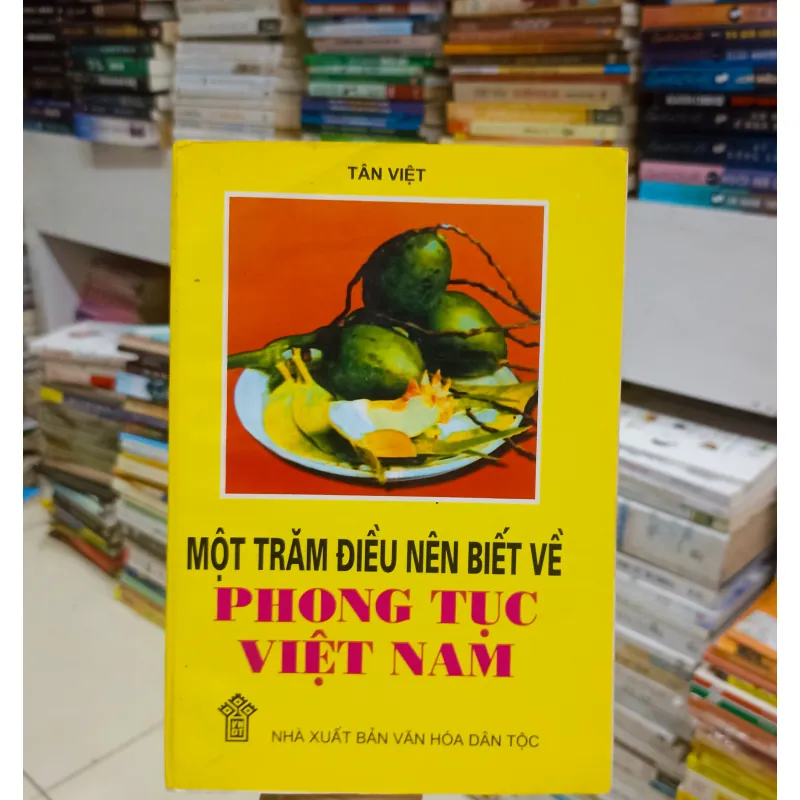 TÂN VIỆT
MỘT TRĂM ĐIỀU NÊN BIẾT VỀ
PHONG TỤC
VIỆT NAM
NHÀ XUẤT BẢN VĂN HÓA DÂN TỘC